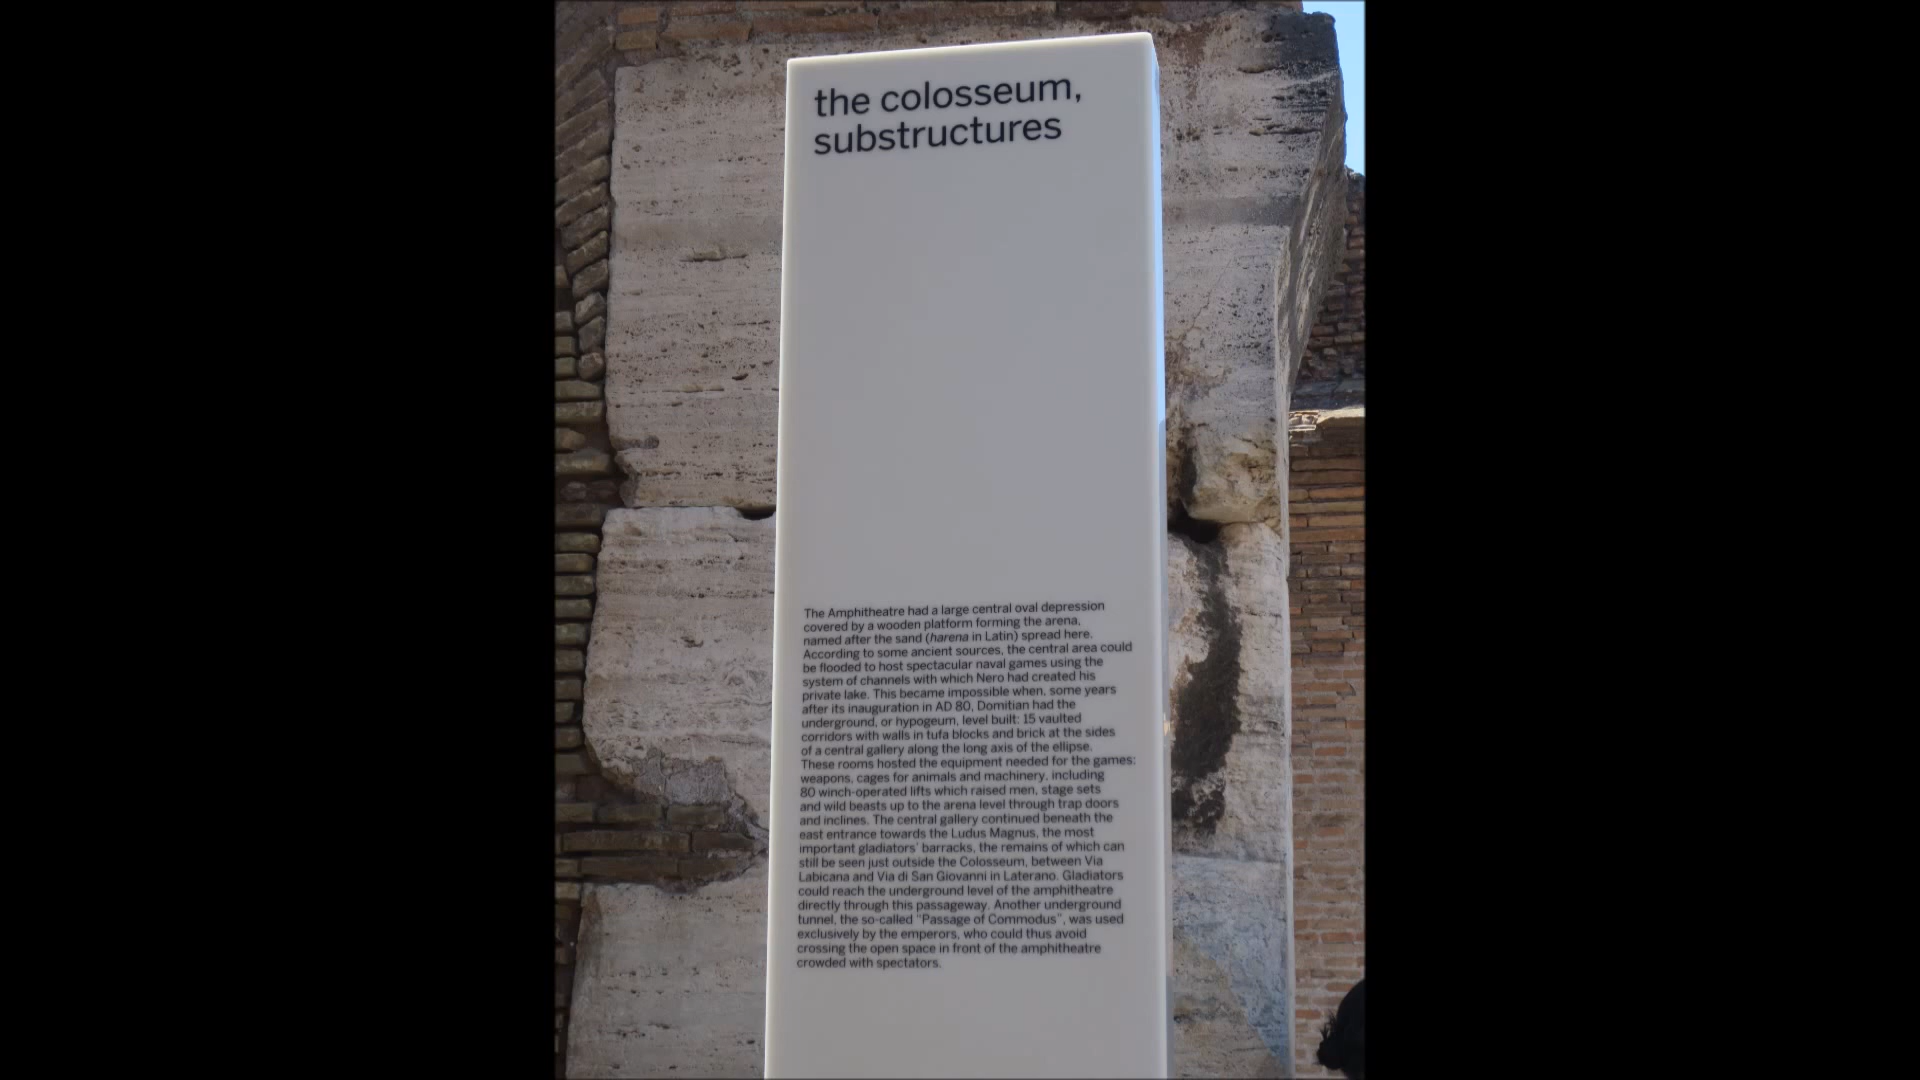 the colosseum,
substructures
The Amphitheatre had a large central oval depression
covered by a wooden platform forming the arena,
named after the sand (harena in Latin) spread here.
According to some ancient sources, the central area could
be flooded to host spectacular naval games using the
system of channels with which Nero had created his
private lake. This became impossible when, some years
after its inauguration in AD 80, Domitian had the
underground, or hypogeum, level built: 15 vaulted
corridors with walls in tufa blocks and brick at the sides
of a central gallery along the long axis of the ellipse.
These rooms hosted the equipment needed for the games:
weapons, cages for animals and machinery, including
80 winch-operated lifts which raised men, stage sets
and wild beasts up to the arena level through trap doors
and inclines. The central gallery continued beneath the
east entrance towards the Ludus Magnus, the most
important gladiators' barracks, the remains of which can
still be seen just outside the Colosseum, between Via
Labicana and Via di San Giovanni in Laterano. Gladiators
could reach the underground level of the amphitheatre
directly through this passageway. Another underground
tunnel, the so-called "Passage of Commodus", was used
exclusively by the emperors, who could thus avoid
crossing the open space in front of the amphitheatre
crowded with spectators.